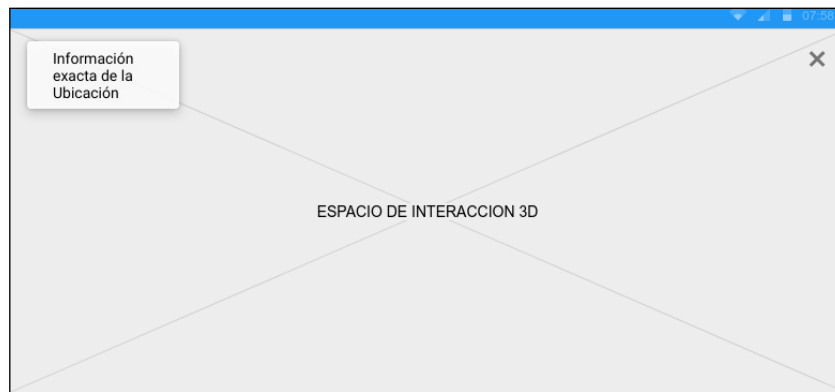 07:58
Información
exacta de la
Ubicación
ESPACIO DE INTERACCION 3D